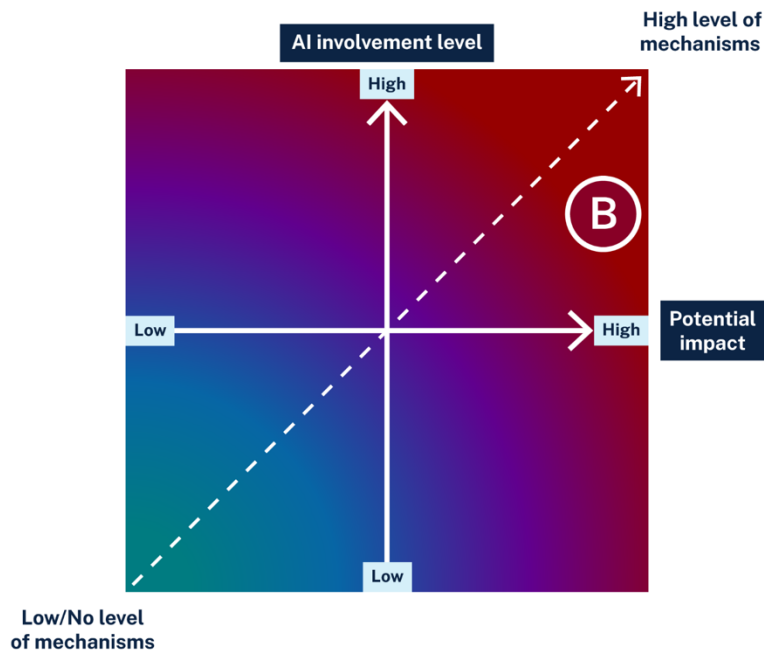 High level of
mechanisms
AI involvement level
High
B
Low
High
Potential
impact
Low
Low/No level
of mechanisms